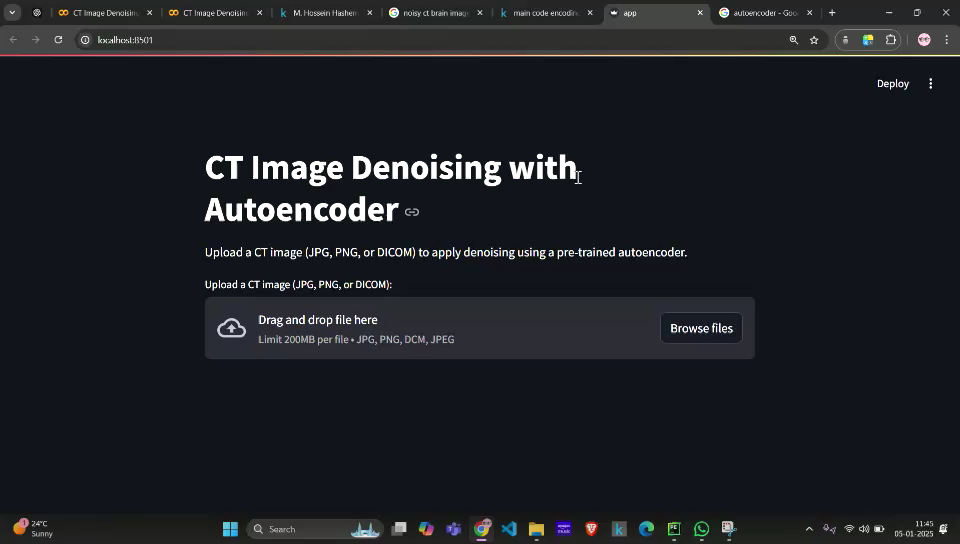 CT Image Denoisin
CT Image Denoisin
M. Hossein Hashem
noisy ct brain imag
main code encodin
app
autoencoder - Goo
localhost:8501
Deploy
CT Image Denoising with
Autoencoder
Upload a CT image (JPG, PNG, or DICOM) to apply denoising using a pre-trained autoencoder.
Upload a CT image (JPG, PNG, or DICOM):
Drag and drop file here
Limit 200MB per file • JPG, PNG, DCM, JPEG
Browse files
1
24°C
Sunny
Search
11:45
05-01-2025